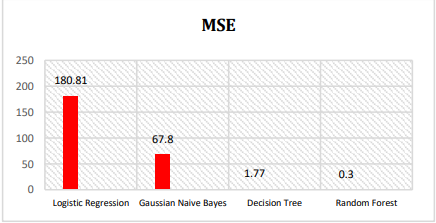 MSE
250
200
150
100
50
0
180.81
67.8
1.77
0.3
Logistic Regression
Gaussian Naive Bayes
Decision Tree
Random Forest